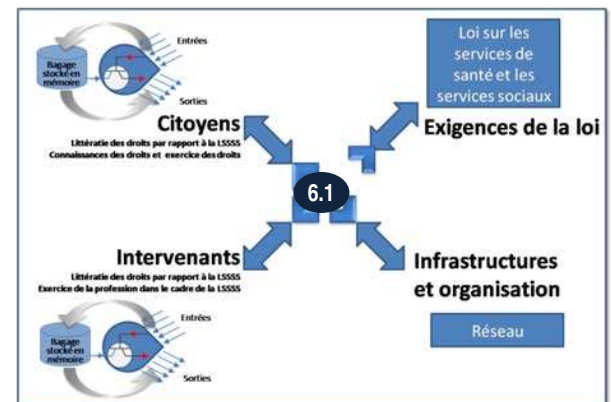 Entrées
Bagage
stocké en
mémoire
Sorties
Citoyens
Littératie des droits par rapport à la LSSSS
Connaissances des droits et exercice des droits
Loi sur les
services de
santé et les
services sociaux
Exigences de la loi
6.1
Intervenants
Littératie des droits par rapport à la LSSSS
Exercice de la profession dans le cadre de la LSSSS
Entrées
Bagage
stocké en
mémoire
Sorties
Infrastructures
et organisation
Réseau